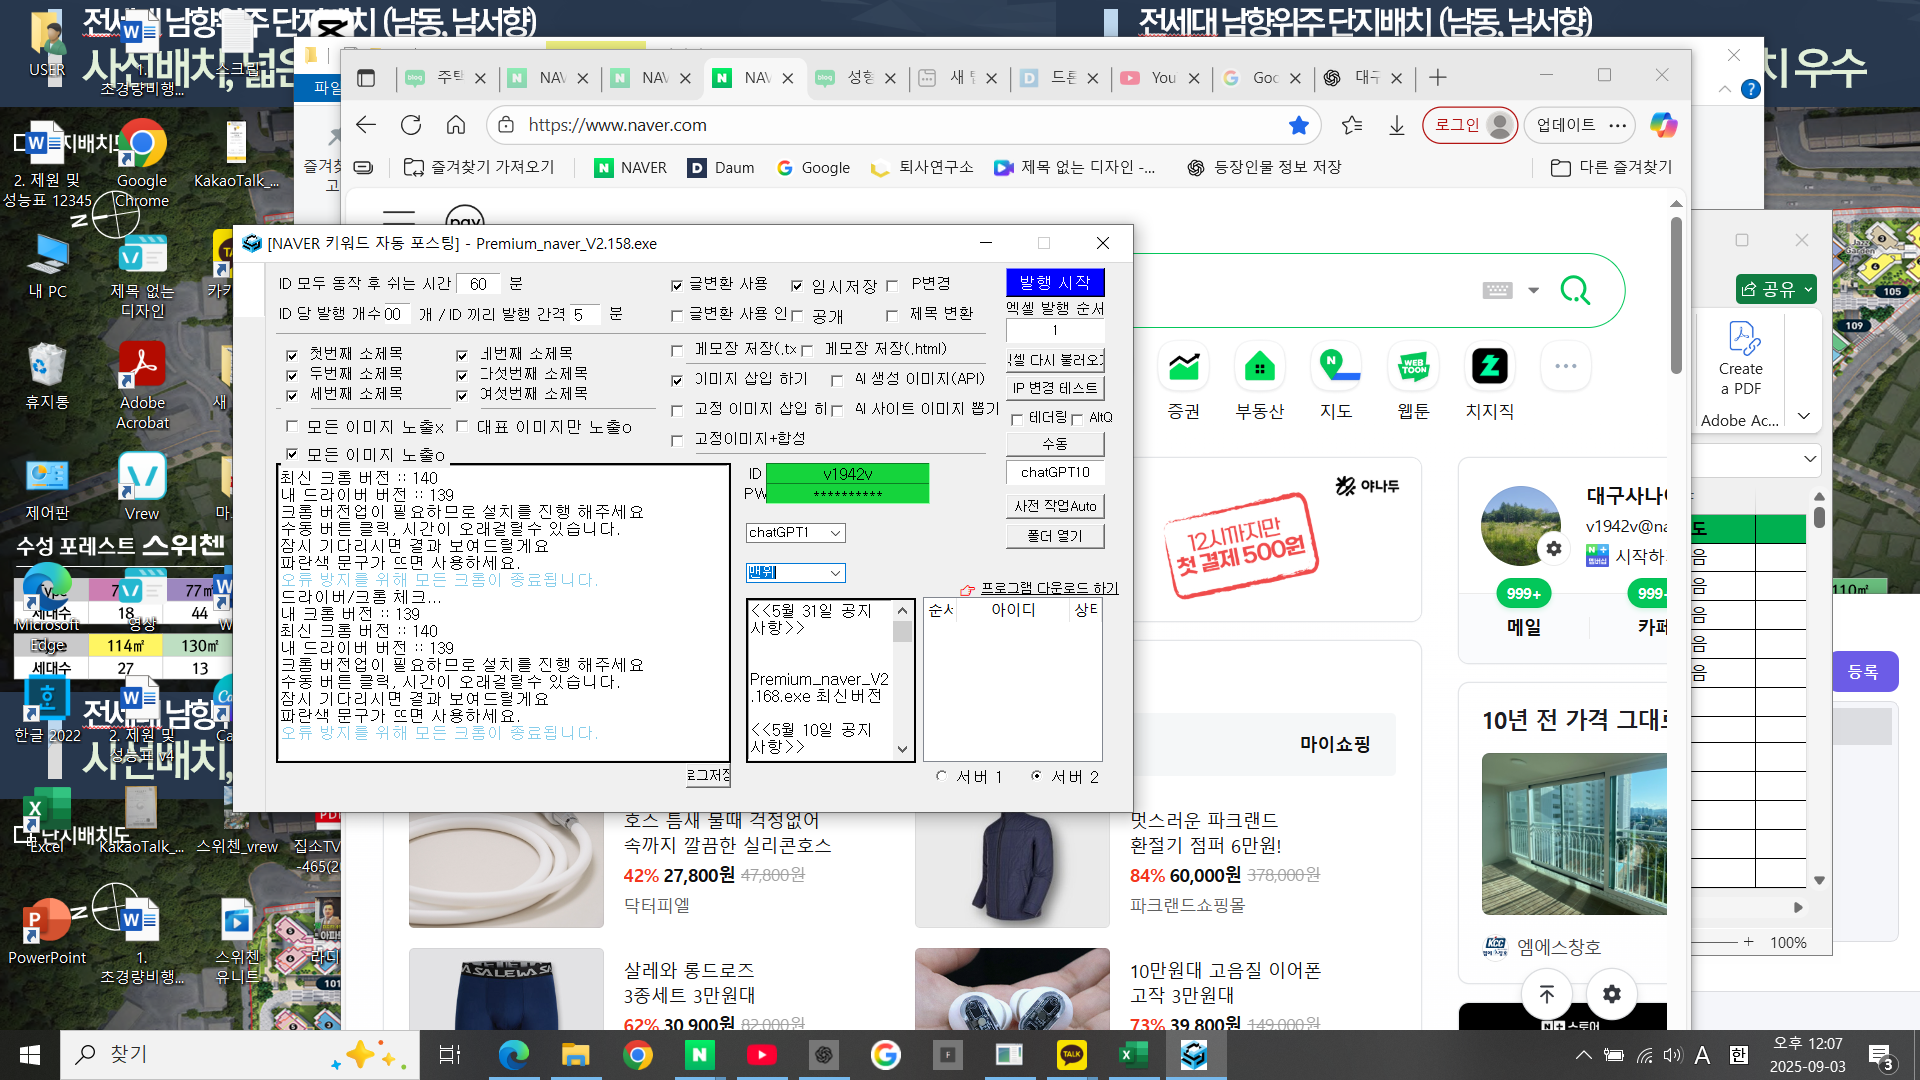 전세대 남향위주 단지배치 (남동, 남서향)
전세대 남향위주 단지배치 (남동, 남서향)
치 우수
USER
1.
초경량비행...
스크립
2. 제원 및
성능표 12345
Google
Chrome
KakaoTalk_...
내 PC
제목 없는
디자인
휴지통
Adobe
Acrobat
제어판
Vrew
수성 포레스트 스위첸
세대수
18
44
Microsoft
Edge
영상
114㎡
130㎡
세대수
27
13
한글 2022
2. 제원 및
성능표 v4
Excel
KakaoTalk_...
스위첸_vrew
집소TV
-465(2
PowerPoint
1.
초경량비행...
스위첸
유니트
주택
NAV
NAV
NAV
성형
새 탭
드론
You
Goo
대구
https://www.naver.com
로그인
업데이트
즐겨찾기 가져오기
NAVER
Daum
Google
퇴사연구소
제목 없는 디자인 -...
등장인물 정보 저장
다른 즐겨찾기
pay
[NAVER 키워드 자동 포스팅] - Premium_naver_V2.158.exe
ID 모두 동작 후 쉬는 시간 60 분
글변환 사용
임시저장
P변경
발행 시작
ID 당 발행 개수 00 개 / ID 끼리 발행 간격 5 분
글변환 사용 인
공개
제목 변환
엑셀 발행 순서
1
첫번째 소제목
네번째 소제목
메모장 저장(.tx
메모장 저장(.html)
셀 다시 불러오기
두번째 소제목
다섯번째 소제목
이미지 삽입 하기
AI 생성 이미지(API)
IP 변경 테스트
세번째 소제목
여섯번째 소제목
고정 이미지 삽입 히
AI 사이트 이미지 뽑기
테더링
AltQ
모든 이미지 노출x
대표 이미지만 노출o
고정이미지+합성
수동
모든 이미지 노출o
chatGPT10
사전 작업Auto
폴더 열기
최신 크롬 버전 :: 140
내 드라이버 버전 :: 139
크롬 버전업이 필요하므로 설치를 진행 해주세요
수동 버튼 클릭, 시간이 오래걸릴수 있습니다.
잠시 기다리시면 결과 보여드릴게요
파란색 문구가 뜨면 사용하세요.
오류 방지를 위해 모든 크롬이 종료됩니다.
드라이버/크롬 체크...
내 크롬 버전 :: 139
최신 크롬 버전 :: 140
내 드라이버 버전 :: 139
크롬 버전업이 필요하므로 설치를 진행 해주세요
수동 버튼 클릭, 시간이 오래걸릴수 있습니다.
잠시 기다리시면 결과 보여드릴게요
파란색 문구가 뜨면 사용하세요.
오류 방지를 위해 모든 크롬이 종료됩니다.
로그저장
ID v1942v
PW **********
chatGPT1
맨위
프로그램 다운로드 하기
<<5월 31일 공지
사항>>
Premium_naver_V2
.168.exe 최신버전
<<5월 10일 공지
사항>>
순서
아이디
상태
서버 1
서버 2
증권
부동산
지도
웹툰
치지직
야나두
12시까지만
첫 결제 500원
대구사나이
v1942v@na
시작하
999+
999+
메일
카페
10년 전 가격 그대로
마이쇼핑
엠에스창호
호스 틈새 물때 걱정없어
속까지 깔끔한 실리콘호스
42% 27,800원 47,800원
닥터피엘
멋스러운 파크랜드
환절기 점퍼 6만원!
84% 60,000원 378,000원
파크랜드쇼핑몰
살레와 롱드로즈
3종세트 3만원대
62% 30,900원 82,000원
10만원대 고음질 이어폰
고작 3만원대
73% 39,800원 149,000원
스토어
공유
Create
a PDF
Adobe Ac...
등록
100%
찾기
오후 12:07
2025-09-03
A
한
3